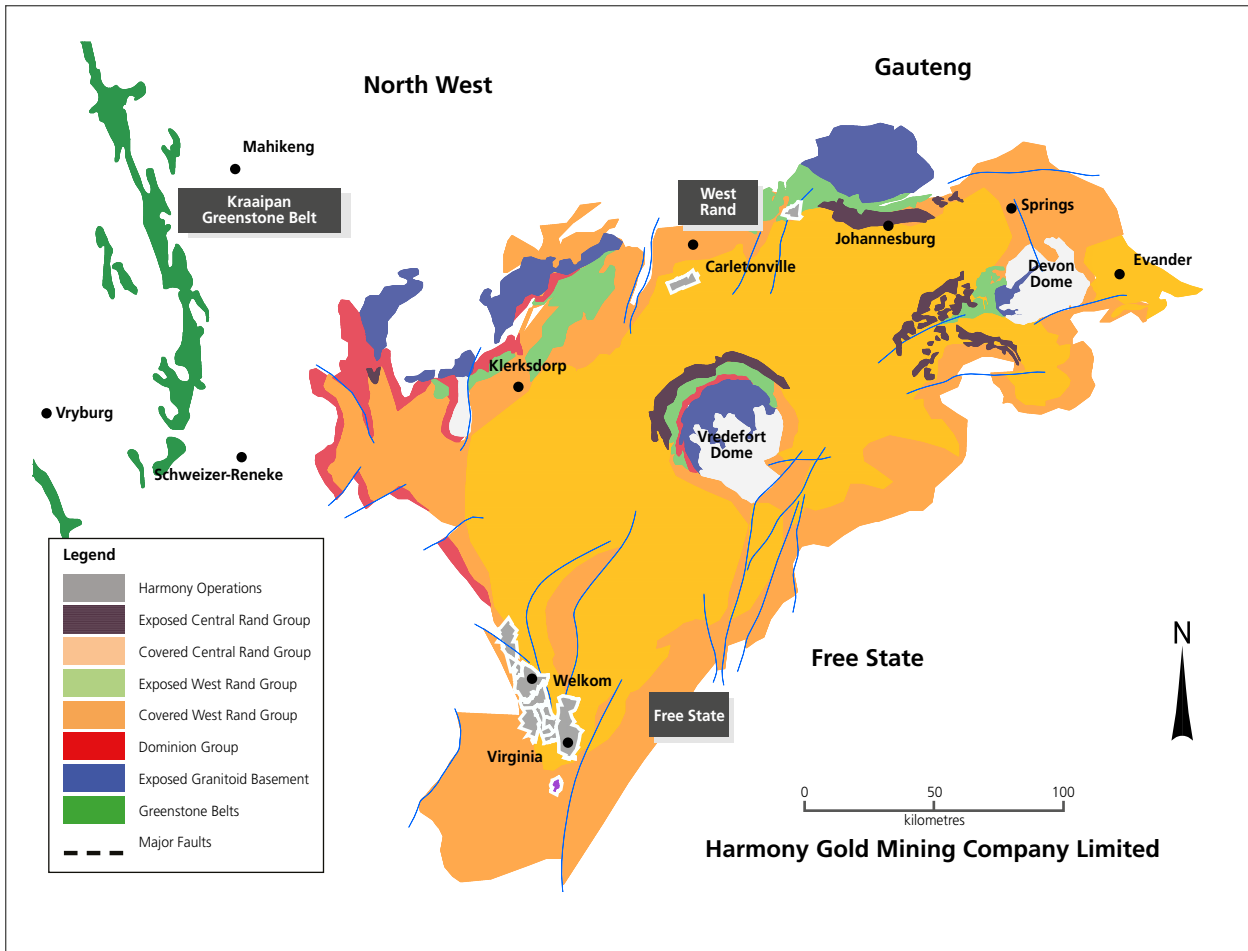 North West
Gauteng
Mahikeng
Kraaipan
Greenstone Belt
West
Rand
Springs
Johannesburg
Carletonville
Devon
Dome
Evander
Klerksdorp
Vryburg
Vredefort
Dome
Schweizer-Reneke
Legend
Harmony Operations
Exposed Central Rand Group
Covered Central Rand Group
Exposed West Rand Group
Covered West Rand Group
Dominion Group
Exposed Granitoid Basement
Greenstone Belts
Major Faults
Welkom
Virginia
Free State
Free State
N
0 50 100
kilometres
Harmony Gold Mining Company Limited